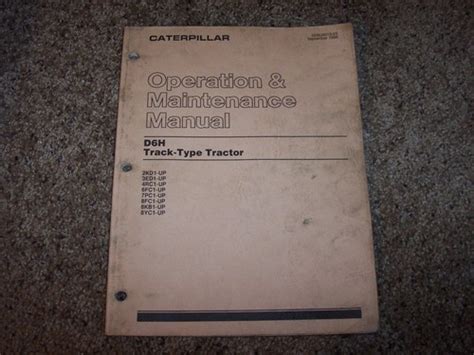 CATERPILLAR
Operation &
Maintenance
Manual
D6H
Track-Type Tractor
2KD1-UP
3ED1-UP
4RC1-UP
5FC1-UP
7PC1-UP
8FC1-UP
8KB1-UP
8YC1-UP